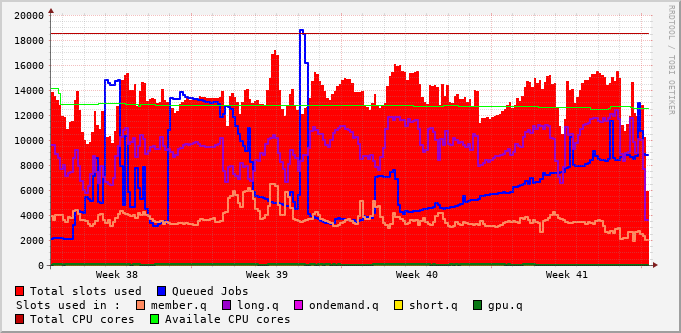 20000
18000
16000
14000
12000
10000
8000
6000
4000
2000
0
Week 38 Week 39 Week 40 Week 41
Total slots used Queued Jobs
Slots used in : member.q long.q ondemand.q short.q gpu.q
Total CPU cores Availale CPU cores
RRDTOOL / TOBI OETIKER